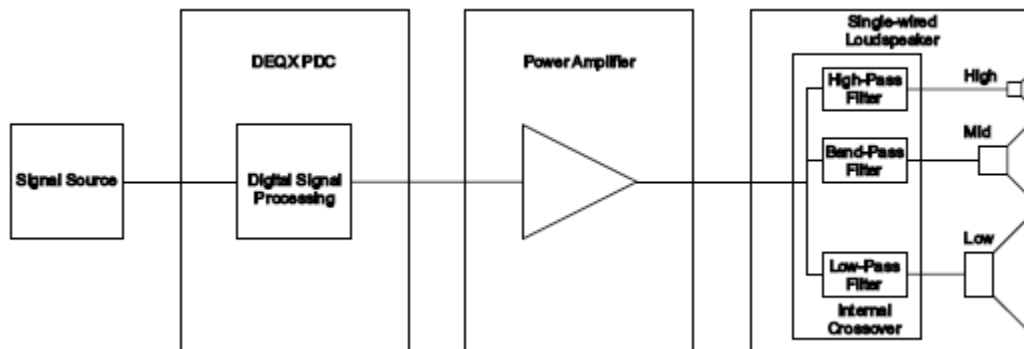 Single-wired
Loudspeaker
DEQX PDC
Power Amplifier
High-Pass
Filter
High
Mid
Band-Pass
Filter
Signal Source
Digital Signal
Processing
Low
Low-Pass
Filter
Internal
Crossover